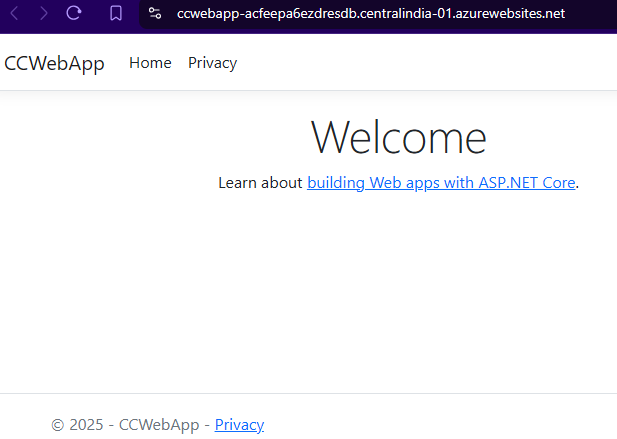 ccwebapp-acfeepa6ezdresdb.centralindia-01.azurewebsites.net
CCWebApp Home Privacy
Welcome
Learn about building Web apps with ASP.NET Core.
© 2025 - CCWebApp - Privacy